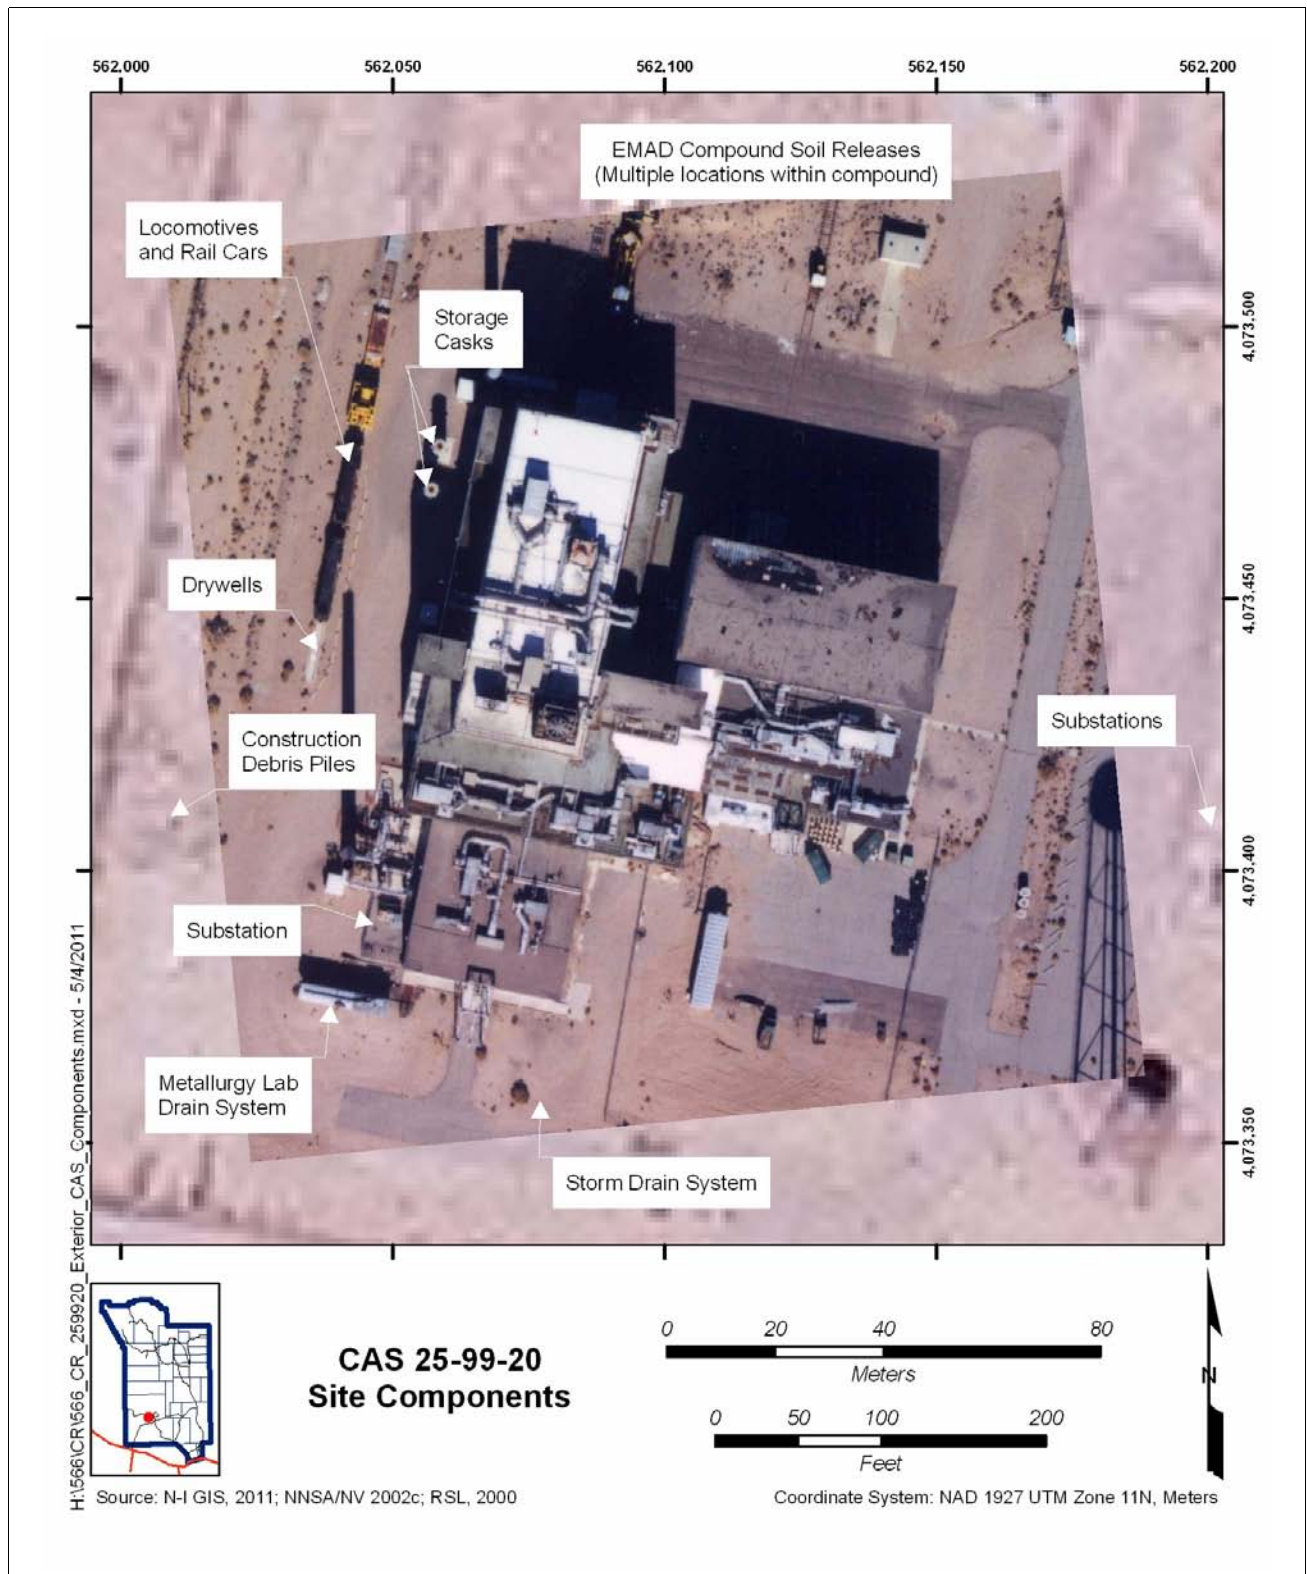 562,000 562,050 562,100 562,150 562,200
EMAD Compound Soil Releases
(Multiple locations within compound)
Locomotives
and Rail Cars
Storage
Casks
4,073,500
Drywells
4,073,450
Substations
Construction
Debris Piles
4,073,400
Substation
Metallurgy Lab
Drain System
4,073,350
Storm Drain System
H:\566\CR\566_CR_259920_Exterior_CAS_Components.mxd - 5/4/2011
CAS 25-99-20
Site Components
0 20 40 80
Meters
0 50 100 200
Feet
N
Source: N-I GIS, 2011; NNSA/NV 2002c; RSL, 2000
Coordinate System: NAD 1927 UTM Zone 11N, Meters